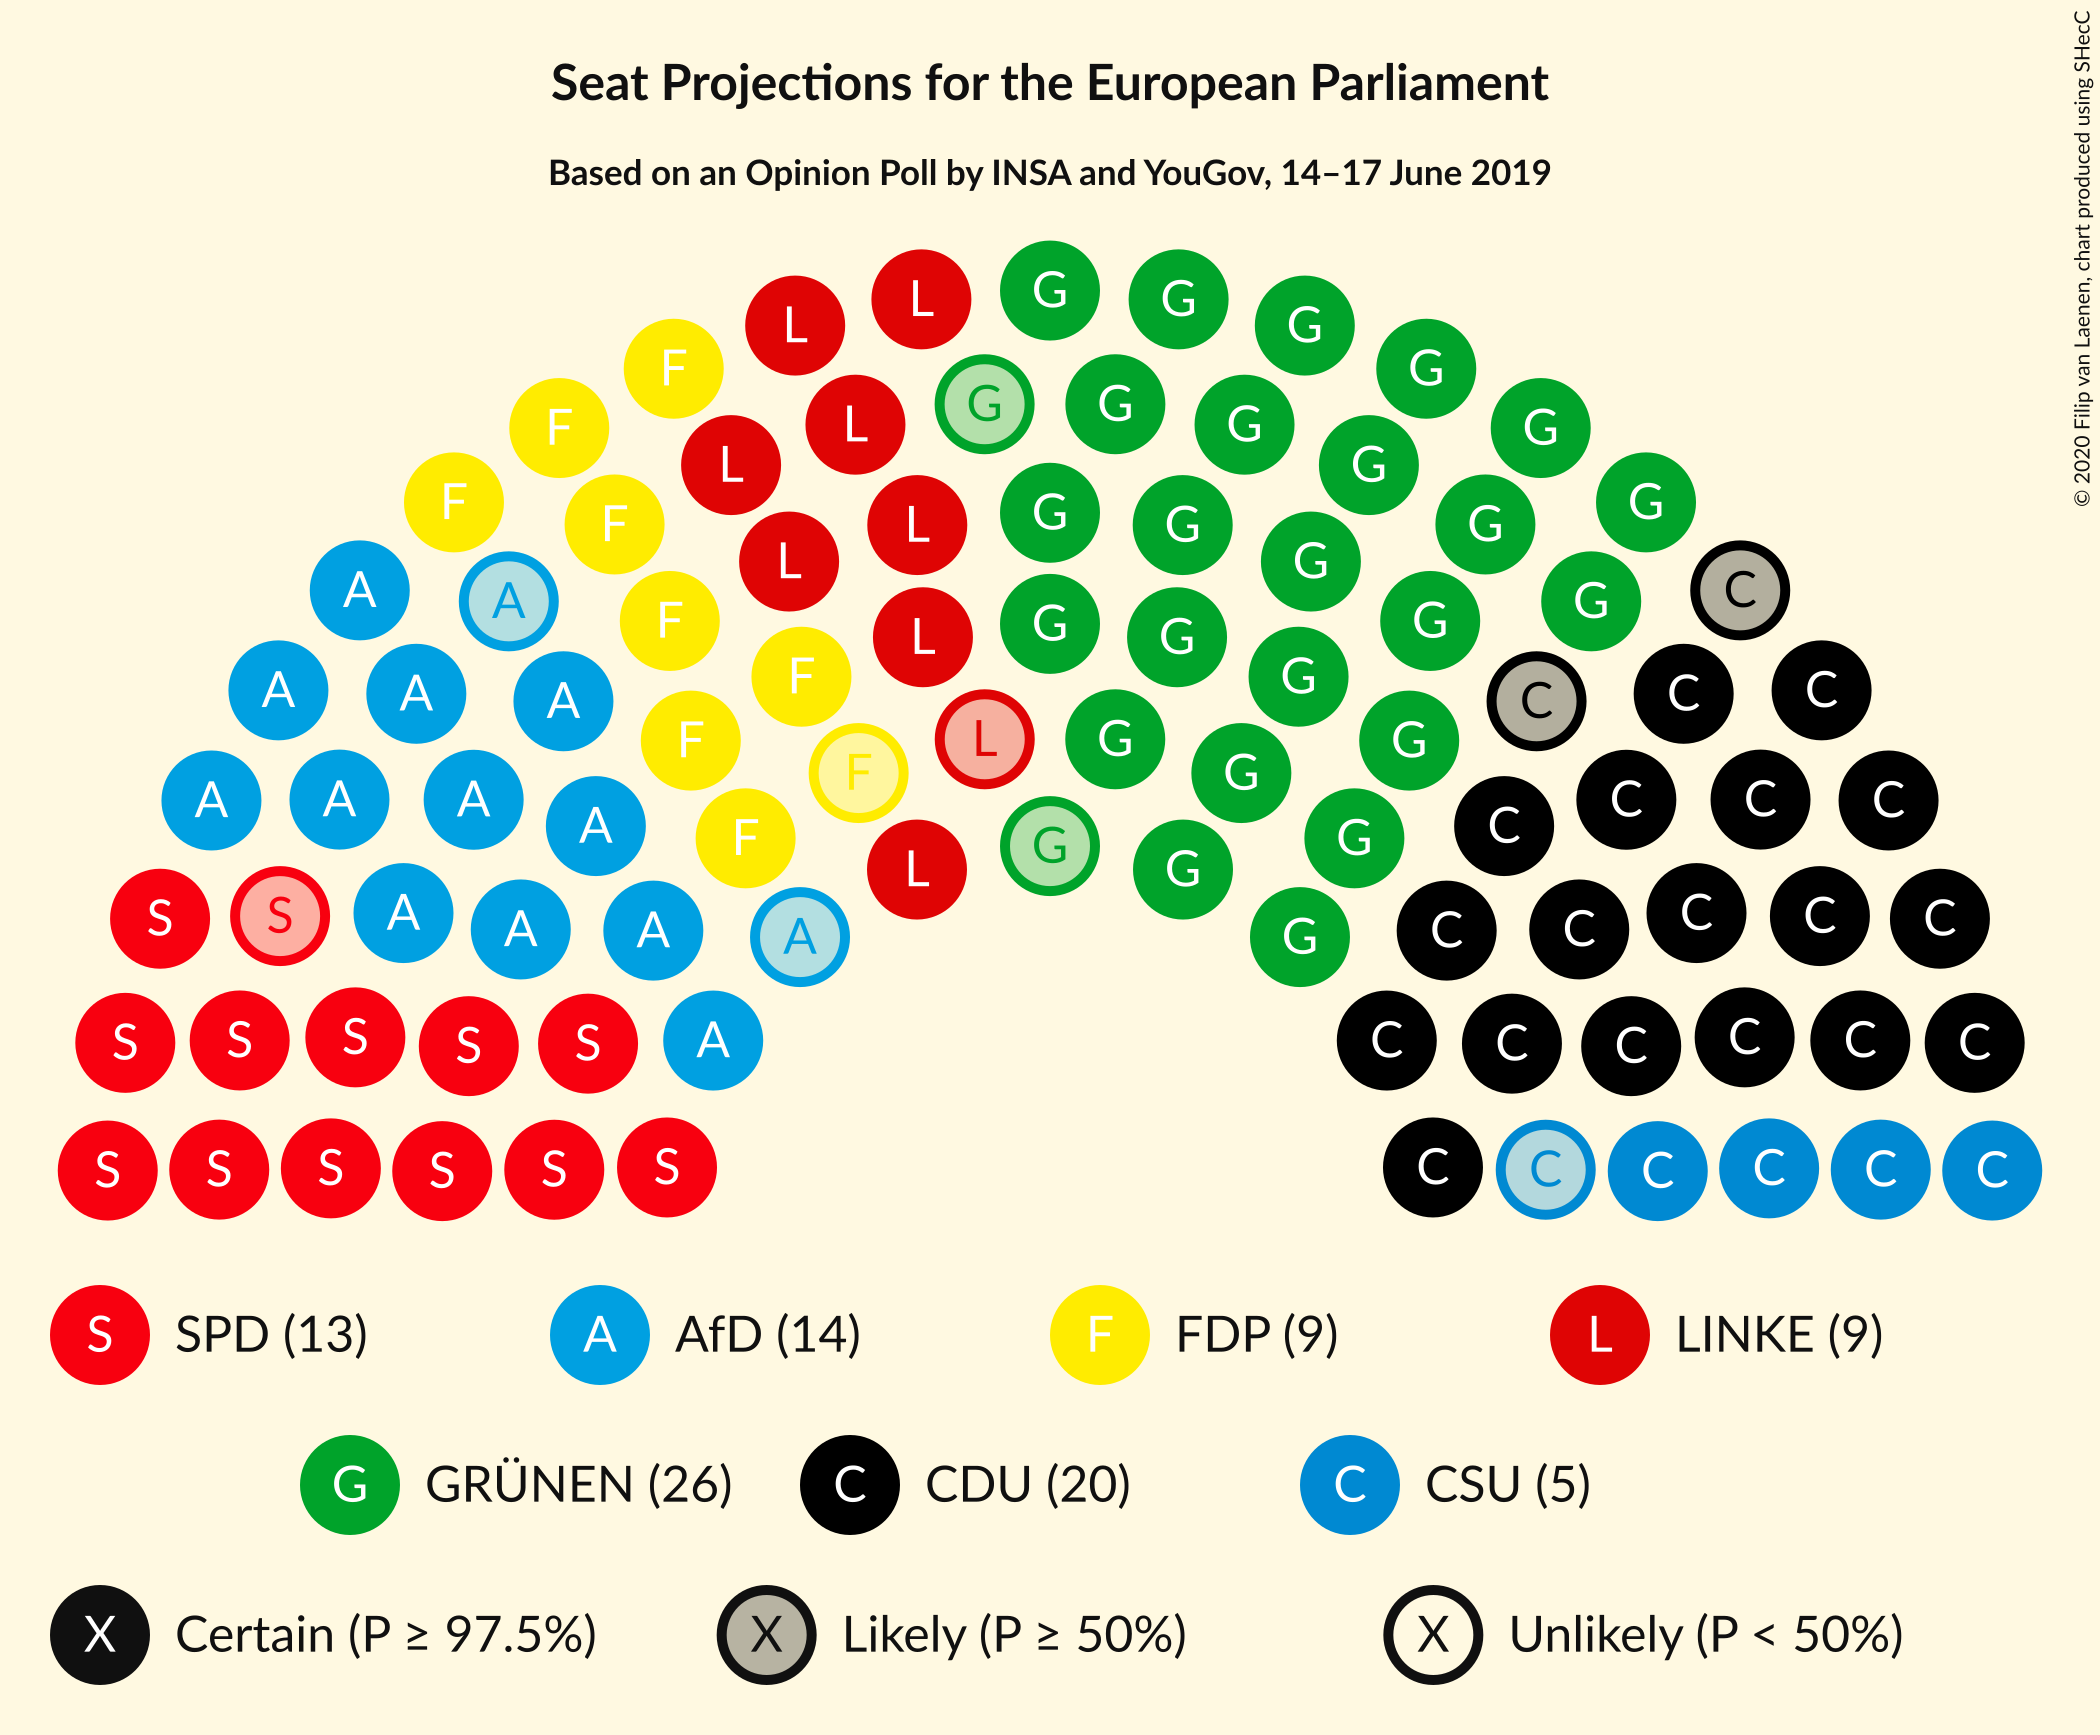 Seat Projections for the European Parliament
Based on an Opinion Poll by INSA and YouGov, 14–17 June 2019
© 2020 Filip van Laenen, chart produced using SHecC
L L G G G
F L L G G G G
F F L G G G G
F A F L L G G G G G C
A A A F F L G G G G C C C
A A A A F F L G G G C C C C
S S A A A A F L G G G C C C C C
S S S S S A G C C C C C C
S S S S S S C C C C C C
S SPD (13)
A AfD (14)
F FDP (9)
L LINKE (9)
G GRÜNEN (26)
C CDU (20)
C CSU (5)
X Certain (P ≥ 97.5%)
X Likely (P ≥ 50%)
X Unlikely (P < 50%)